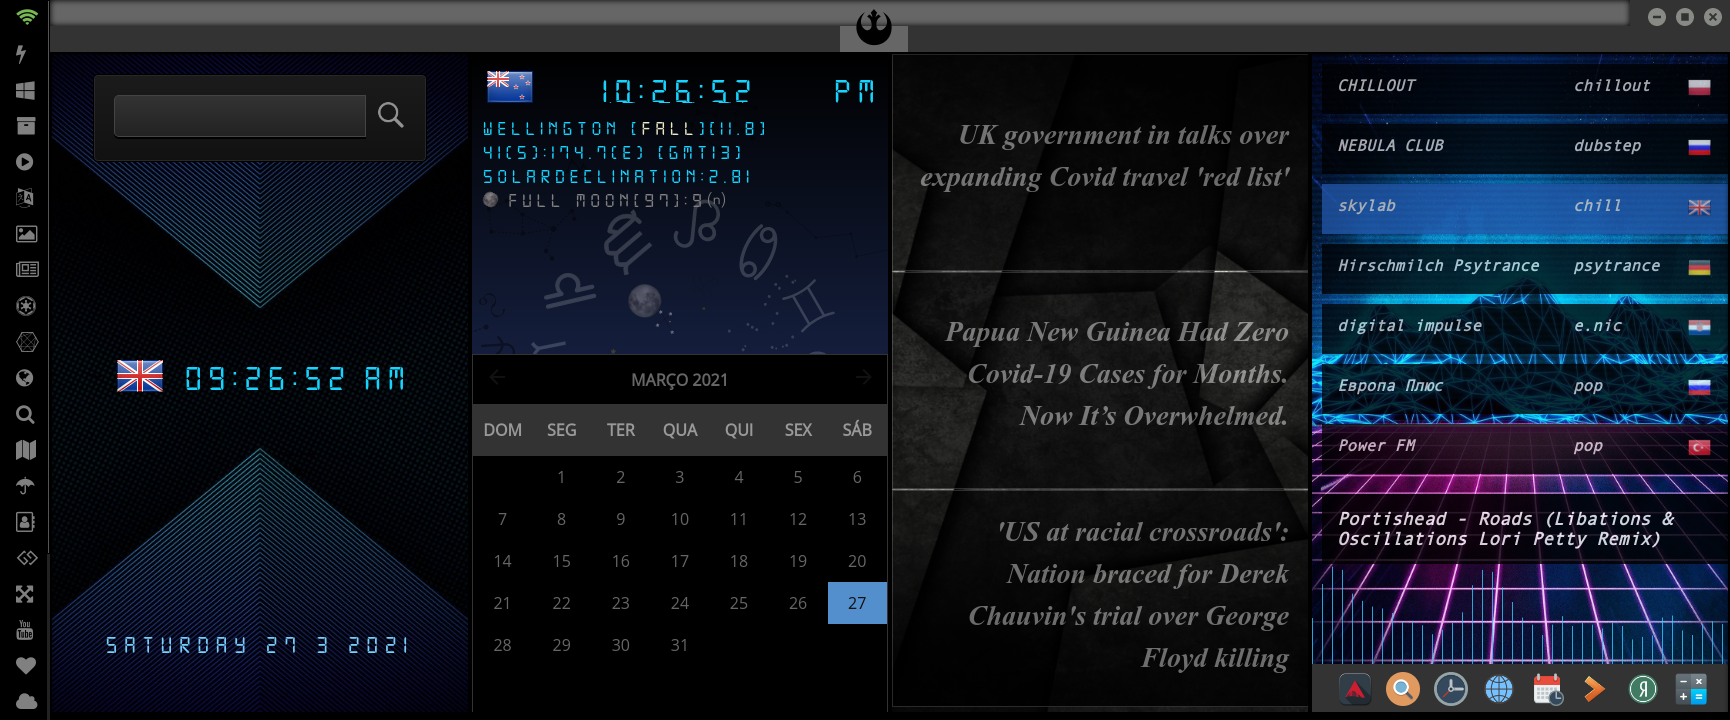 09:26:52 AM
SATURDAY 27 3 2021
10:26:52 PM
WELLINGTON [FALL][11.8]
41(S):174.7(E) [GMT13]
SOLARDECLINATION:2.81
FULL MOON[97]:9(n)
MARÇO 2021
DOM SEG TER QUA QUI SEX SÁB
1 2 3 4 5 6
7 8 9 10 11 12 13
14 15 16 17 18 19 20
21 22 23 24 25 26 27
28 29 30 31
UK government in talks over
expanding Covid travel 'red list'
Papua New Guinea Had Zero
Covid-19 Cases for Months.
Now It’s Overwhelmed.
'US at racial crossroads':
Nation braced for Derek
Chauvin's trial over George
Floyd killing
CHILLOUT chillout
NEBULA CLUB dubstep
skylab chill
Hirschmilch Psytrance psytrance
digital impulse e.nic
Европа Плюс pop
Power FM pop
Portishead - Roads (Libations &
Oscillations Lori Petty Remix)
You
Tube
Я